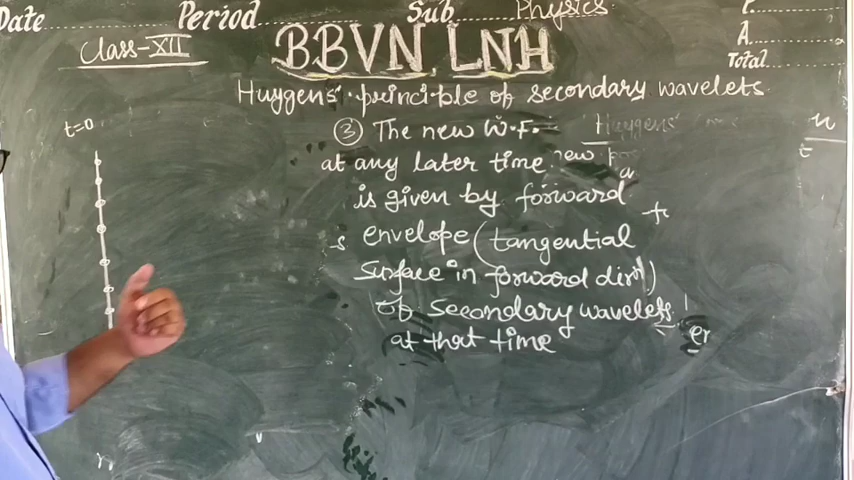 Date Period Sub Physics P.
Class-XII BBVN, LNH A.
Total
Huygens' principle of secondary wavelets.
t=0
③ The new W.F. Huygens'
at any later time new
is given by forward
envelope (tangential
Surface in forward dirn)
of secondary wavelets
at that time